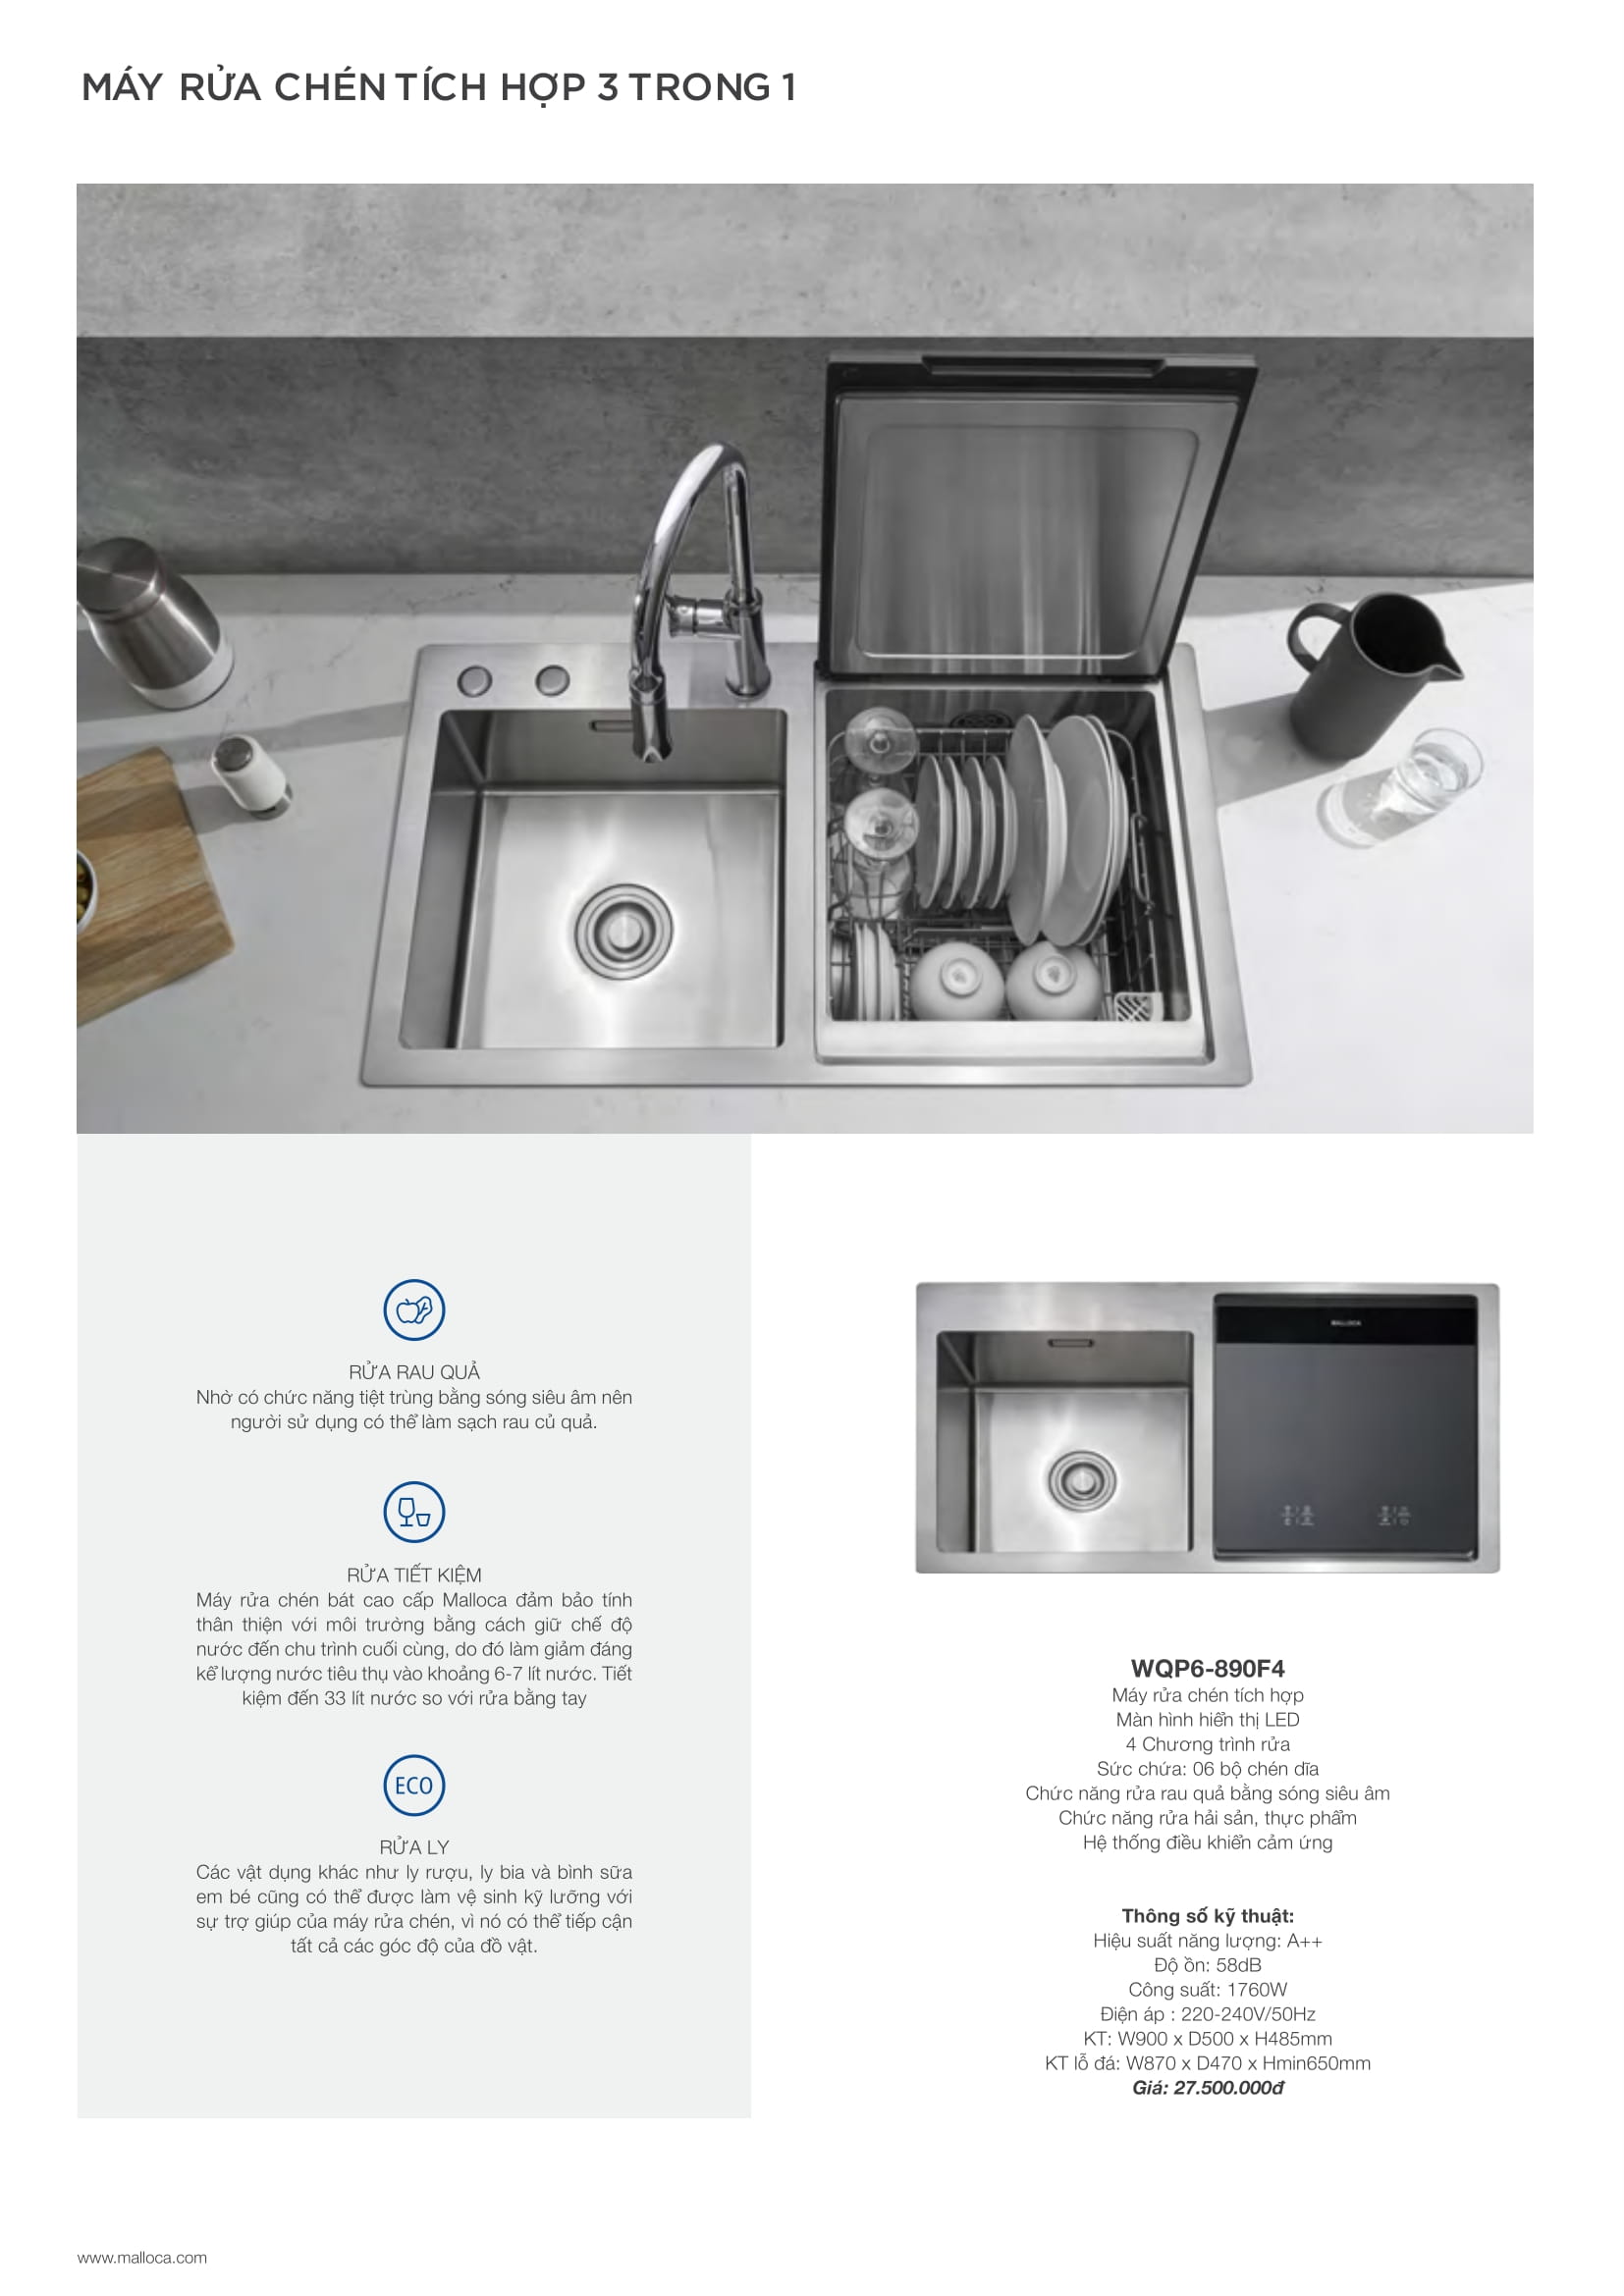 MÁY RỬA CHÉN TÍCH HỢP 3 TRONG 1
RỬA RAU QUẢ
Nhờ có chức năng tiệt trùng bằng sóng siêu âm nên
người sử dụng có thể làm sạch rau củ quả.
RỬA TIẾT KIỆM
Máy rửa chén bát cao cấp Malloca đảm bảo tính
thân thiện với môi trường bằng cách giữ chế độ
nước đến chu trình cuối cùng, do đó làm giảm đáng
kể lượng nước tiêu thụ vào khoảng 6-7 lít nước. Tiết
kiệm đến 33 lít nước so với rửa bằng tay
ECO
RỬA LY
Các vật dụng khác như ly rượu, ly bia và bình sữa
em bé cũng có thể được làm vệ sinh kỹ lưỡng với
sự trợ giúp của máy rửa chén, vì nó có thể tiếp cận
tất cả các góc độ của đồ vật.
MALLOCA
WQP6-890F4
Máy rửa chén tích hợp
Màn hình hiển thị LED
4 Chương trình rửa
Sức chứa: 06 bộ chén dĩa
Chức năng rửa rau quả bằng sóng siêu âm
Chức năng rửa hải sản, thực phẩm
Hệ thống điều khiển cảm ứng
Thông số kỹ thuật:
Hiệu suất năng lượng: A++
Độ ồn: 58dB
Công suất: 1760W
Điện áp : 220-240V/50Hz
KT: W900 x D500 x H485mm
KT lỗ đá: W870 x D470 x Hmin650mm
Giá: 27.500.000đ
www.malloca.com